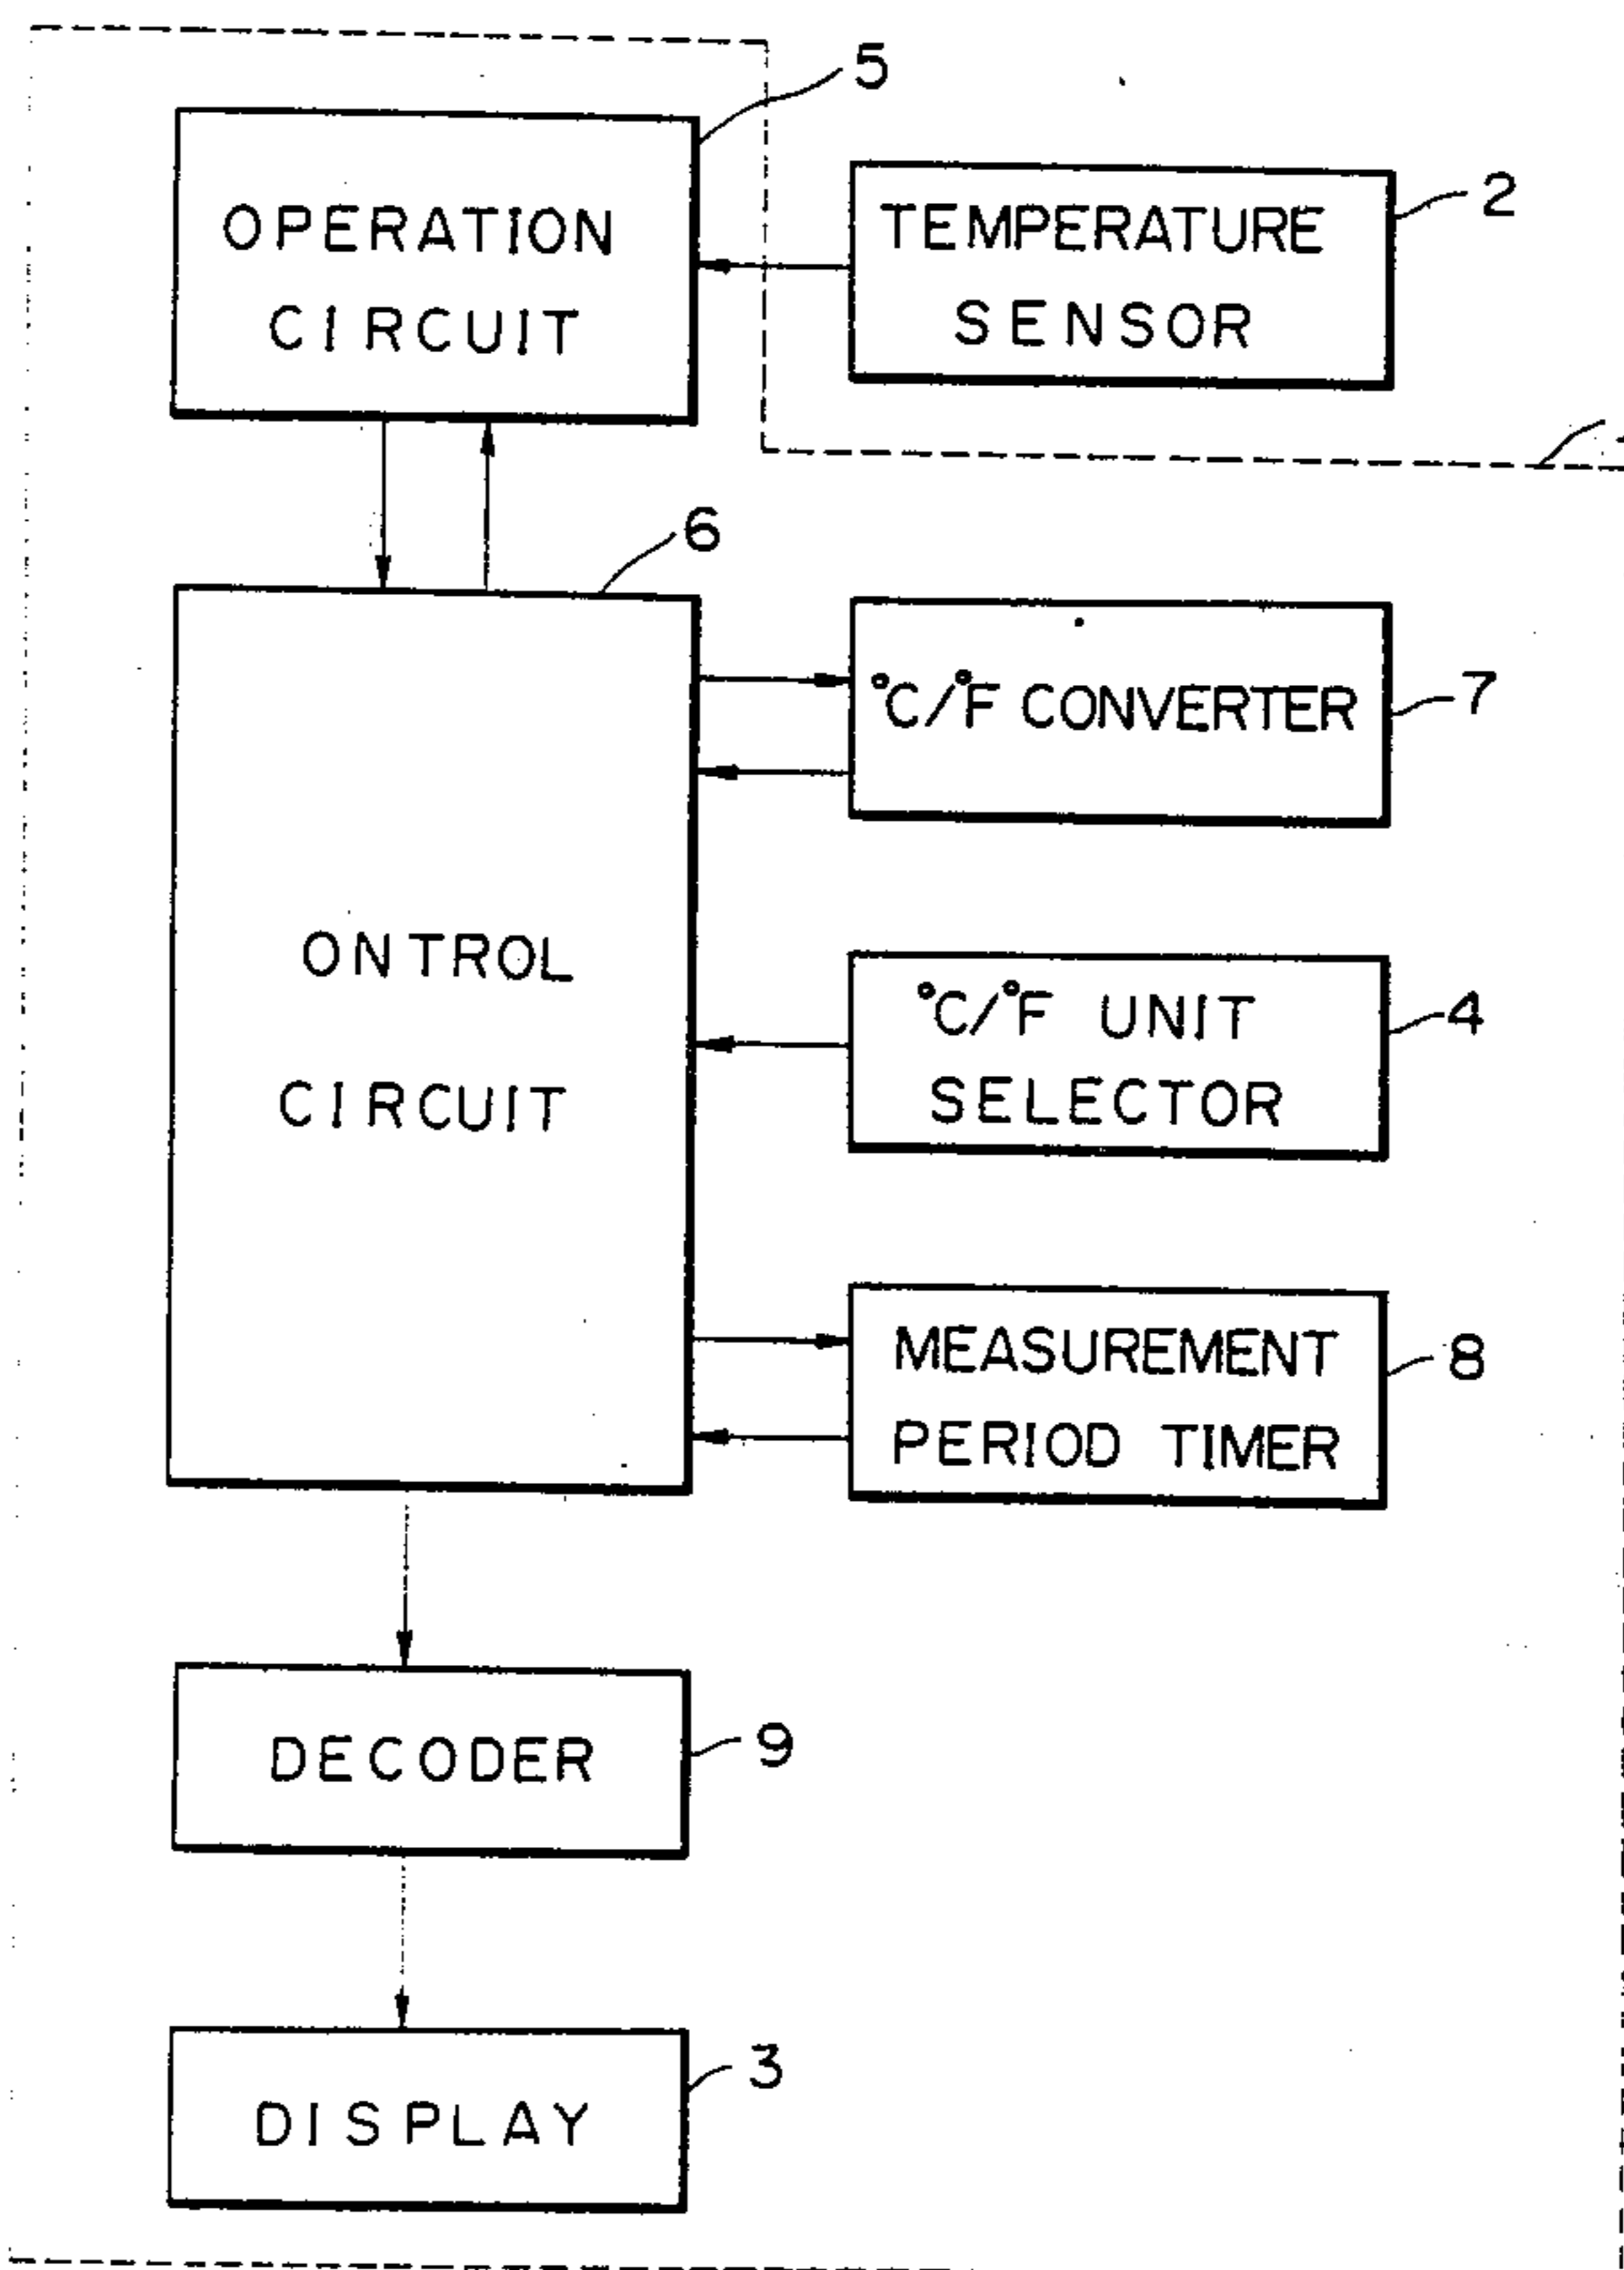 5
OPERATION
CIRCUIT
2
TEMPERATURE
SENSOR
6
ONTROL
CIRCUIT
7
°C/°F CONVERTER
4
°C/°F UNIT
SELECTOR
8
MEASUREMENT
PERIOD TIMER
9
DECODER
3
DISPLAY